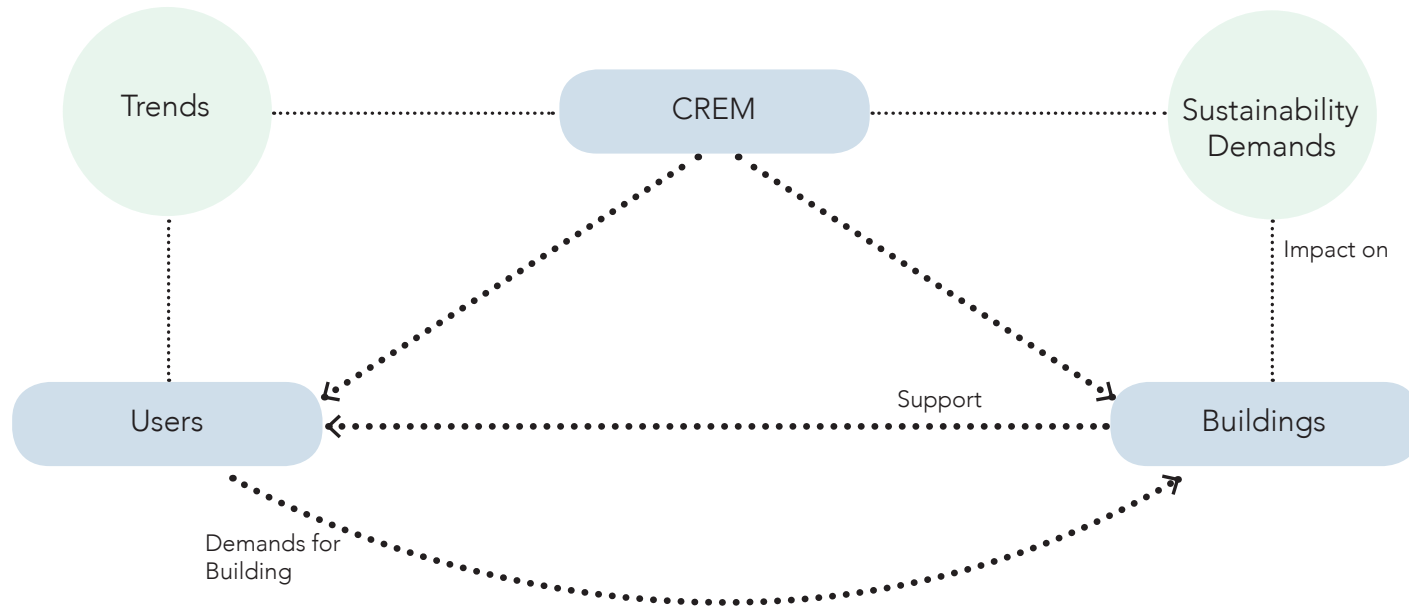 Trends
CREM
Sustainability
Demands
Impact on
Support
Users
Buildings
Demands for
Building